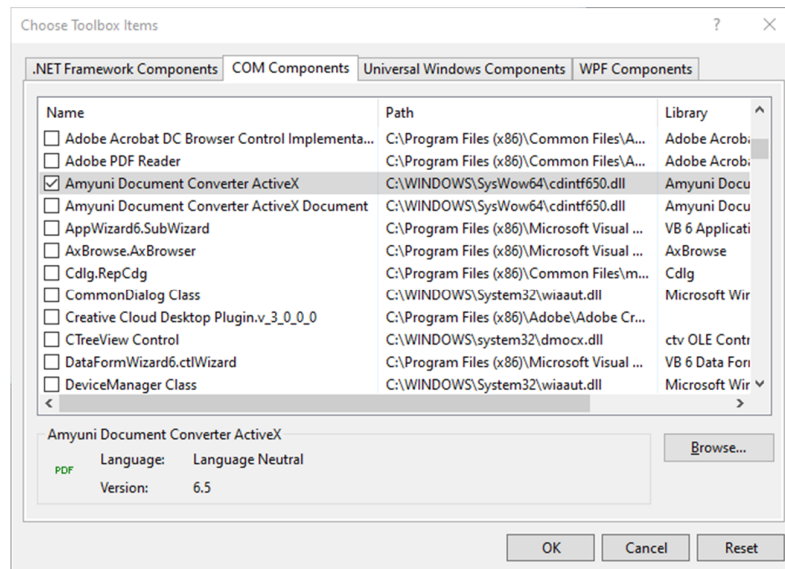 Choose Toolbox Items
.NET Framework Components COM Components Universal Windows Components WPF Components
Name Path Library
Adobe Acrobat DC Browser Control Implementa... C:\Program Files (x86)\Common Files\A... Adobe Acrob
Adobe PDF Reader C:\Program Files (x86)\Common Files\A... Adobe Acrob
Amyuni Document Converter ActiveX C:\WINDOWS\SysWow64\cdintf650.dll Amyuni Docu
Amyuni Document Converter ActiveX Document C:\WINDOWS\SysWow64\cdintf650.dll Amyuni Docu
AppWizard6.SubWizard C:\Program Files (x86)\Microsoft Visual ... VB 6 Applicati
AxBrowse.AxBrowser C:\Program Files (x86)\Microsoft Visual ... AxBrowse
Cdlg.RepCdg C:\Program Files (x86)\Common Files\m... Cdlg
CommonDialog Class C:\WINDOWS\System32\wiaaut.dll Microsoft Wir
Creative Cloud Desktop Plugin.v_3_0_0_0 C:\Program Files (x86)\Adobe\Adobe Cr...
CTreeView Control C:\WINDOWS\system32\dmocx.dll ctv OLE Contr
DataFormWizard6.ctlWizard C:\Program Files (x86)\Microsoft Visual ... VB 6 Data Forr
DeviceManager Class C:\WINDOWS\System32\wiaaut.dll Microsoft Wir
Amyuni Document Converter ActiveX
Browse...
PDF
Language: Language Neutral
Version: 6.5
OK Cancel Reset